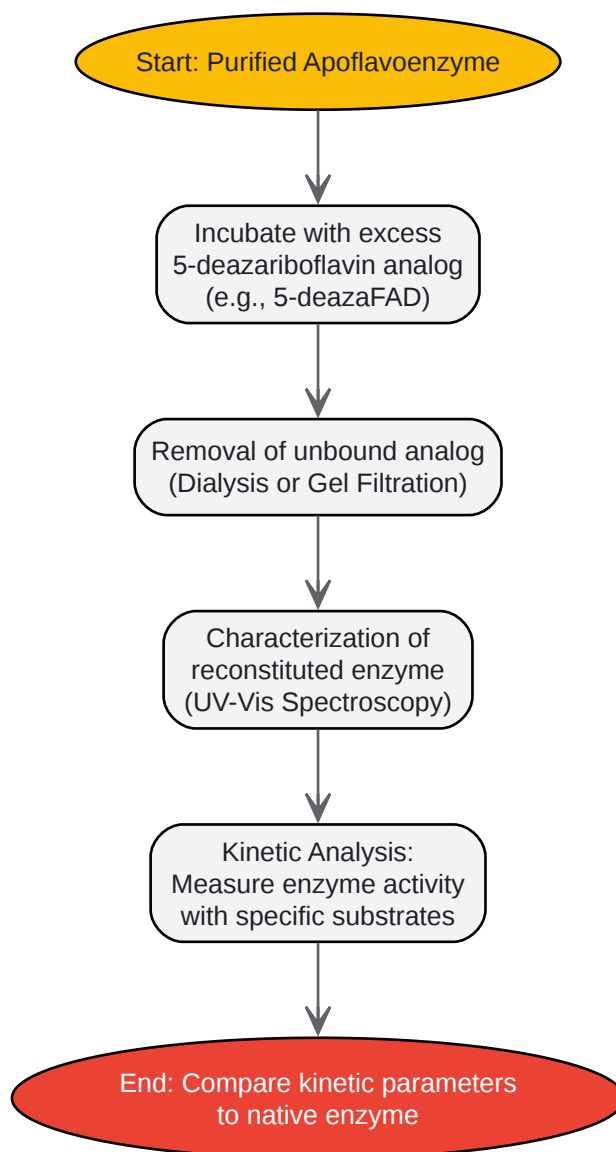 Start: Purified Apoflavoenzyme
Incubate with excess
5-deazariboflavin analog
(e.g., 5-deazaFAD)
Removal of unbound analog
(Dialysis or Gel Filtration)
Characterization of
reconstituted enzyme
(UV-Vis Spectroscopy)
Kinetic Analysis:
Measure enzyme activity
with specific substrates
End: Compare kinetic parameters
to native enzyme